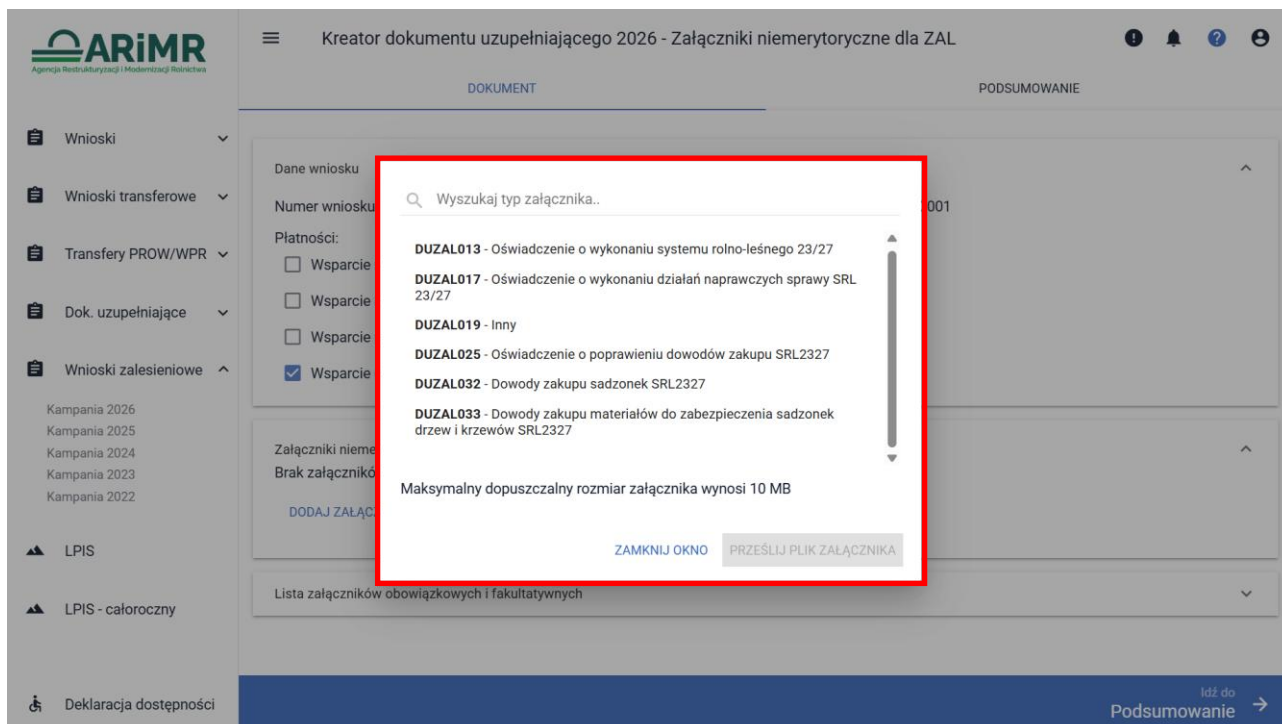 ARiMR
Agencja Restrukturyzacji i Modernizacji Rolnictwa
Kreator dokumentu uzupełniającego 2026 - Załączniki niemerytoryczne dla ZAL
DOKUMENT
PODSUMOWANIE
Wnioski
Wnioski transferowe
Transfery PROW/WPR
Dok. uzupełniające
Wnioski zalesieniowe
Kampania 2026
Kampania 2025
Kampania 2024
Kampania 2023
Kampania 2022
LPIS
LPIS - całoroczny
Deklaracja dostępności
Dane wniosku
Numer wniosku
001
Płatności:
Wsparcie
Wsparcie
Wsparcie
Wsparcie
Załączniki nieme
Brak załącznikó
DODAJ ZAŁĄC
Wyszukaj typ załącznika..
DUZAL013 - Oświadczenie o wykonaniu systemu rolno-leśnego 23/27
DUZAL017 - Oświadczenie o wykonaniu działań naprawczych sprawy SRL
23/27
DUZAL019 - Inny
DUZAL025 - Oświadczenie o poprawieniu dowodów zakupu SRL2327
DUZAL032 - Dowody zakupu sadzonek SRL2327
DUZAL033 - Dowody zakupu materiałów do zabezpieczenia sadzonek
drzew i krzewów SRL2327
Maksymalny dopuszczalny rozmiar załącznika wynosi 10 MB
ZAMKNIJ OKNO
PRZEŚLIJ PLIK ZAŁĄCZNIKA
Lista załączników obowiązkowych i fakultatywnych
Idź do
Podsumowanie